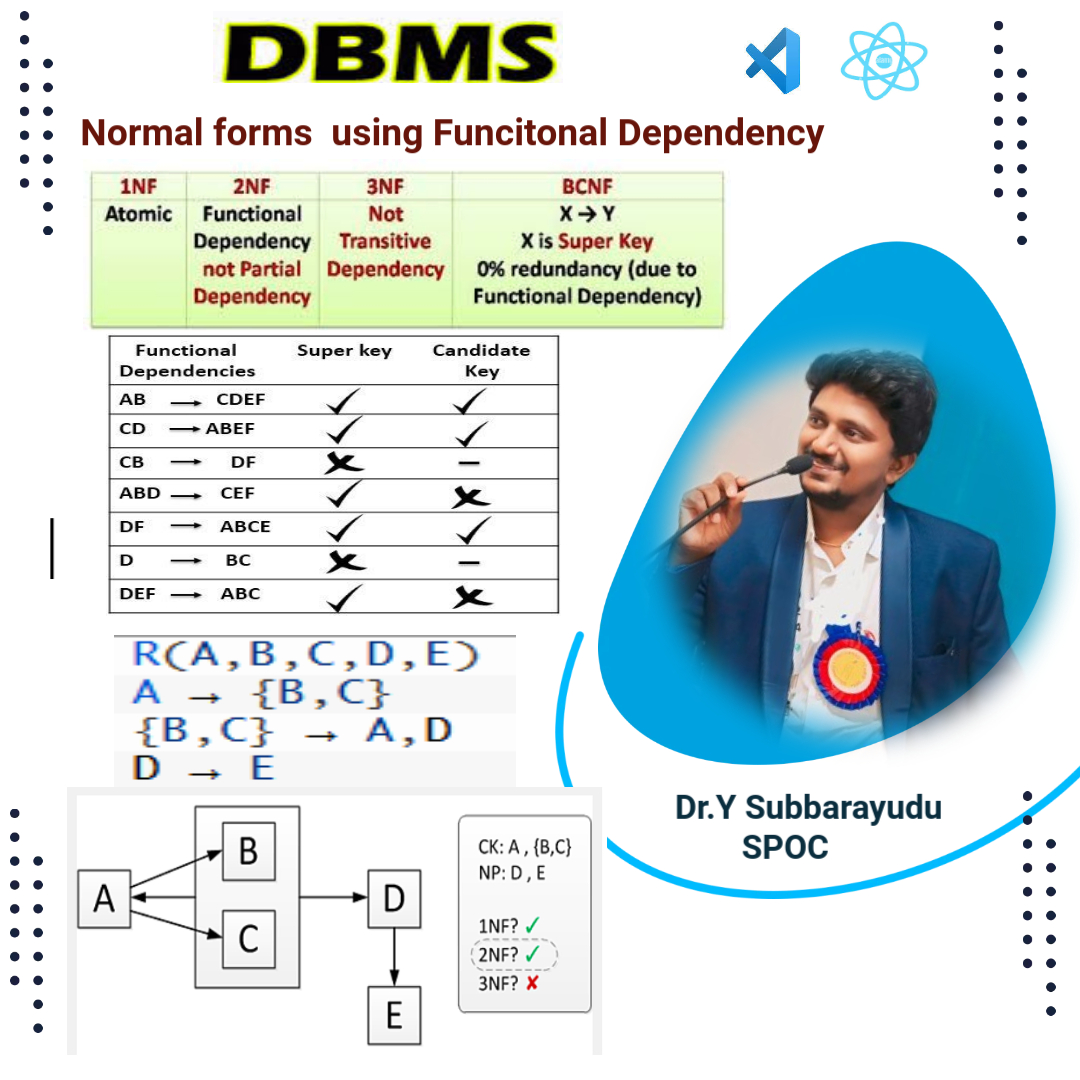 DBMS
Normal forms using Funcitonal Dependency
1NF 2NF 3NF BCNF
Atomic Functional Dependency not Partial Dependency Not Transitive Dependency X → Y
X is Super Key
0% redundancy (due to
Functional Dependency)
Functional Dependencies Super key Candidate Key
AB → CDEF ✓ ✓
CD → ABEF ✓ ✓
CB → DF ✗ –
ABD → CEF ✓ ✗
DF → ABCE ✓ ✓
D → BC ✗ –
DEF → ABC ✓ ✗
R(A,B,C,D,E)
A → {B,C}
{B,C} → A,D
D → E
A
B
C
D
E
CK: A , {B,C}
NP: D , E
1NF? ✓
2NF? ✓
3NF? ✗
Dr.Y Subbarayudu
SPOC